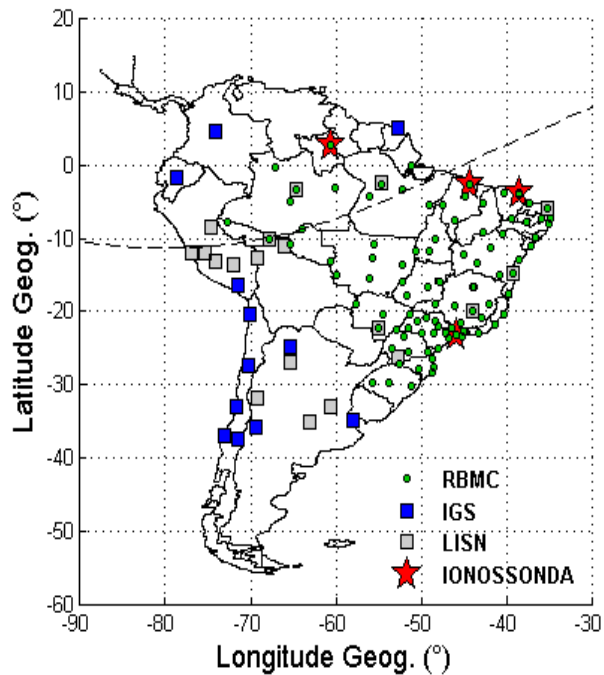 20
10
0
-10
-20
-30
-40
-50
-60
Latitude Geog. (°)
RBMC
IGS
LISN
IONOSSONDA
-90 -80 -70 -60 -50 -40 -30
Longitude Geog. (°)